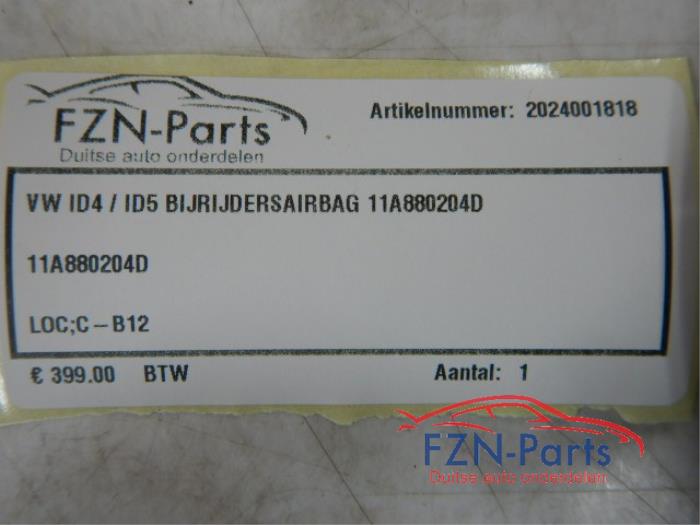 FZN-Parts
Duitse auto onderdelen
Artikelnummer: 2024001818
VW ID4 / ID5 BIJRIJDERSAIRBAG 11A880204D
11A880204D
LOC;C-B12
€ 399.00 BTW Aantal: 1
FZN-Parts
Duitse auto onderdelen